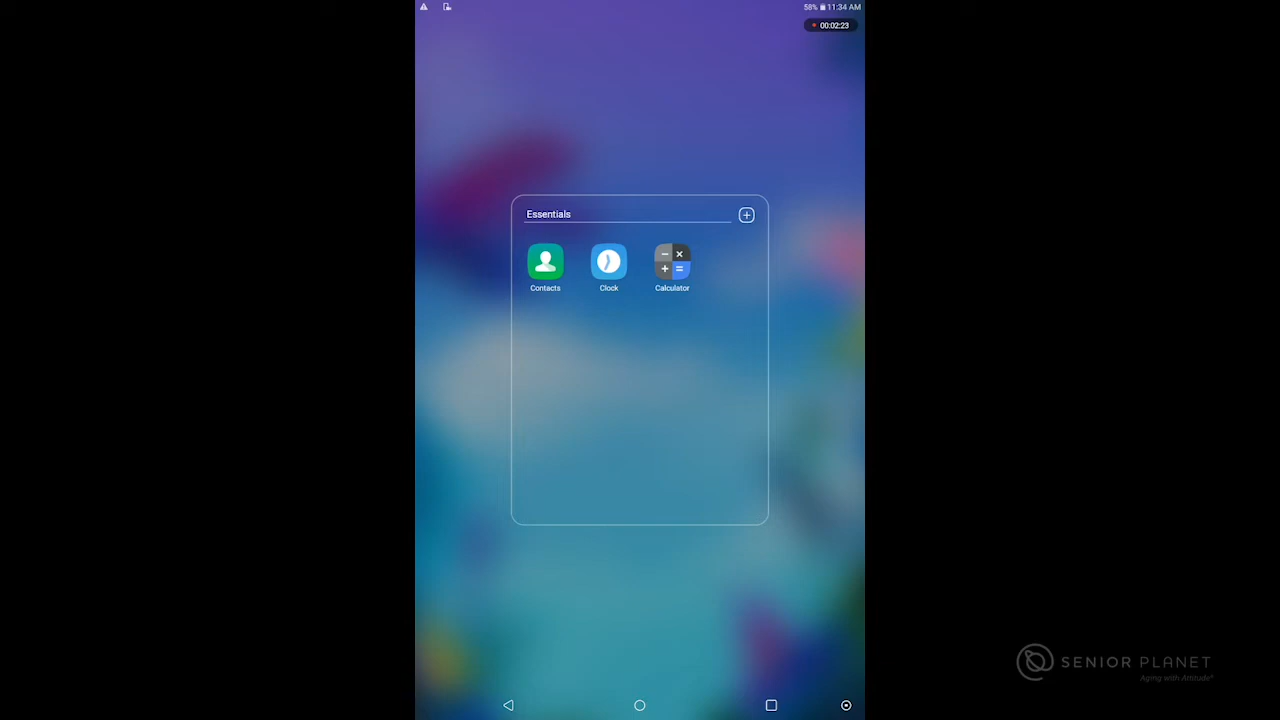 58% 11:34 AM
00:02:23
Essentials
Contacts
Clock
Calculator
SENIOR PLANET
Aging with Attitude®